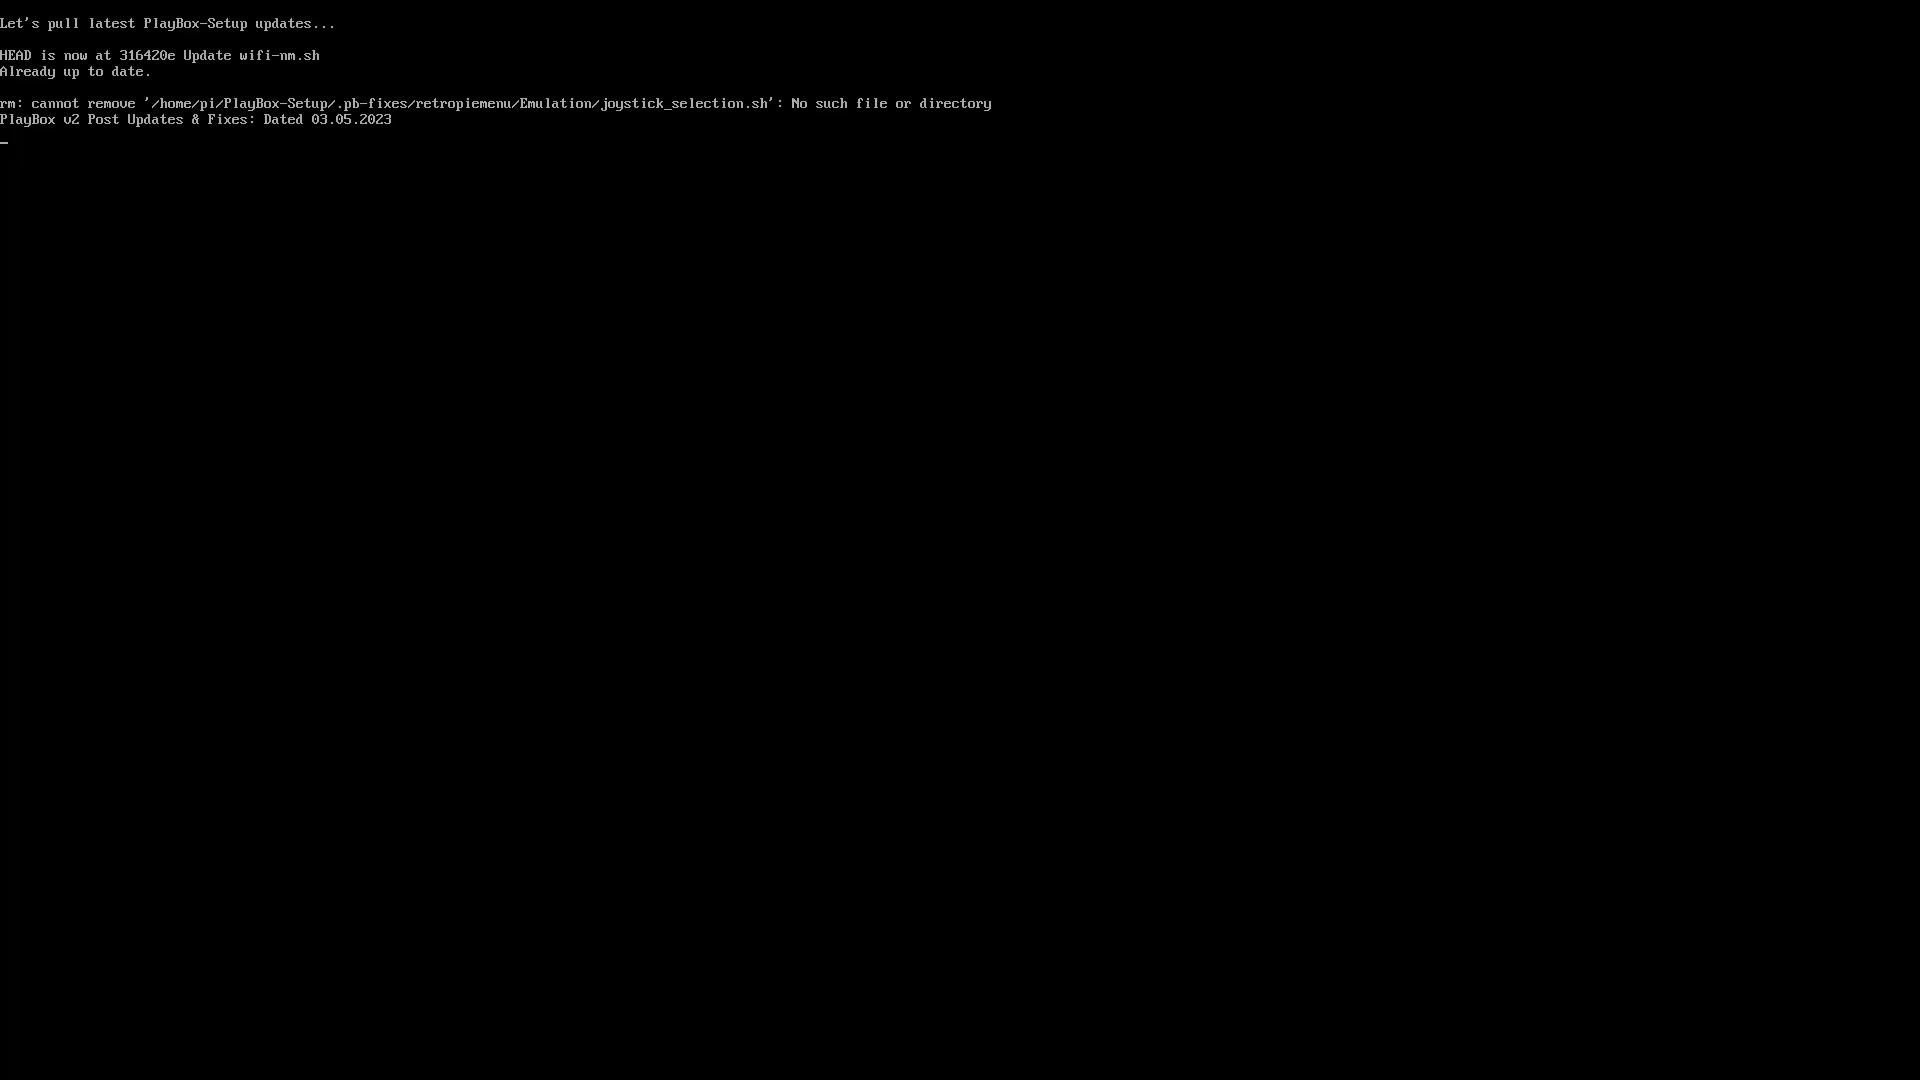 Let's pull latest PlayBox-Setup updates...
HEAD is now at 316420e Update wifi-nm.sh
Already up to date.
rm: cannot remove '/home/pi/PlayBox-Setup/.pb-fixes/retropiemenu/Emulation/joystick_selection.sh': No such file or directory
PlayBox v2 Post Updates & Fixes: Dated 03.05.2023